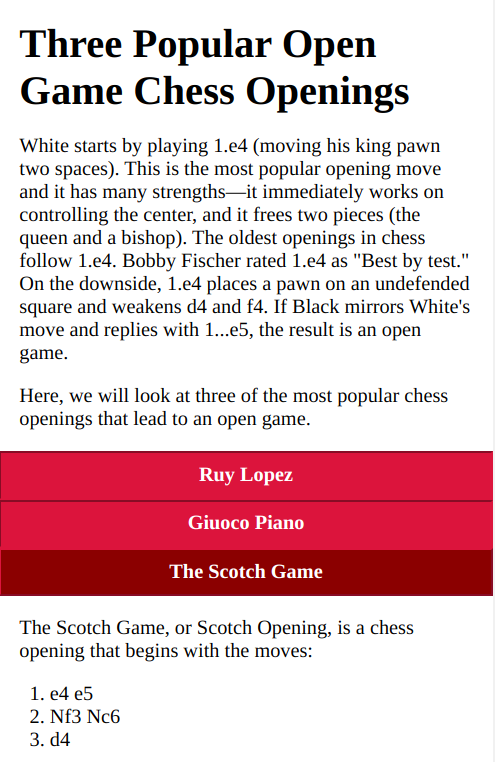 Three Popular Open
Game Chess Openings
White starts by playing 1.e4 (moving his king pawn
two spaces). This is the most popular opening move
and it has many strengths—it immediately works on
controlling the center, and it frees two pieces (the
queen and a bishop). The oldest openings in chess
follow 1.e4. Bobby Fischer rated 1.e4 as "Best by test."
On the downside, 1.e4 places a pawn on an undefended
square and weakens d4 and f4. If Black mirrors White's
move and replies with 1...e5, the result is an open
game.
Here, we will look at three of the most popular chess
openings that lead to an open game.
Ruy Lopez
Giuoco Piano
The Scotch Game
The Scotch Game, or Scotch Opening, is a chess
opening that begins with the moves:
1. e4 e5
2. Nf3 Nc6
3. d4